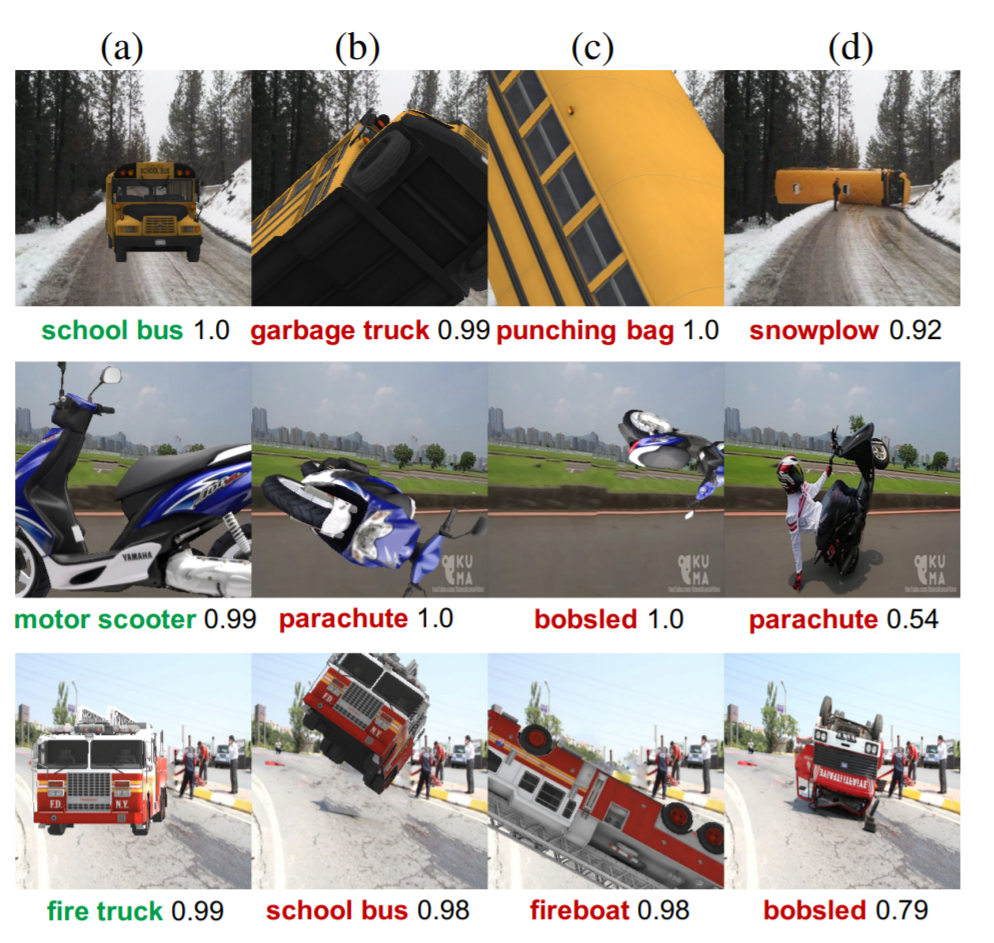 (a) (b) (c) (d)
SCHOOL BUS
school bus 1.0 garbage truck 0.99 punching bag 1.0 snowplow 0.92
YAMAHA
KU
MA
KU
MA
KU
MA
motor scooter 0.99 parachute 1.0 bobsled 1.0 parachute 0.54
F.D. N.Y.
F.D. N.Y.
fire truck 0.99 school bus 0.98 fireboat 0.98 bobsled 0.79